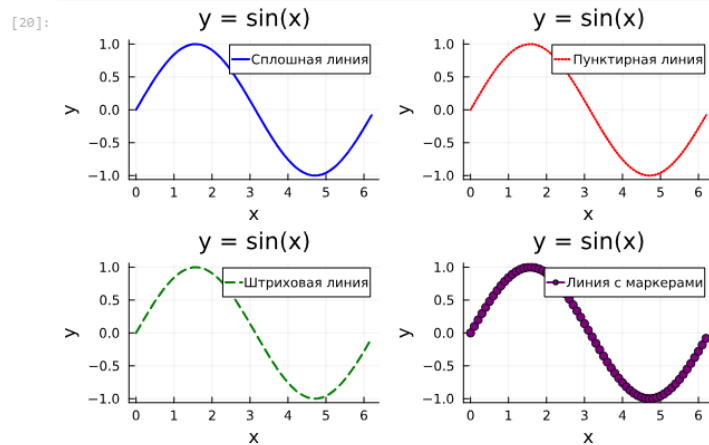 [20]:
y = sin(x)
y = sin(x)
1.0
Сплошная линия
1.0
Пунктирная линия
0.5
0.5
y
0.0
y
0.0
−0.5
−0.5
−1.0
−1.0
0 1 2 3 4 5 6
0 1 2 3 4 5 6
x
x
y = sin(x)
y = sin(x)
1.0
Штриховая линия
1.0
Линия с маркерами
0.5
0.5
y
0.0
y
0.0
−0.5
−0.5
−1.0
−1.0
0 1 2 3 4 5 6
0 1 2 3 4 5 6
x
x